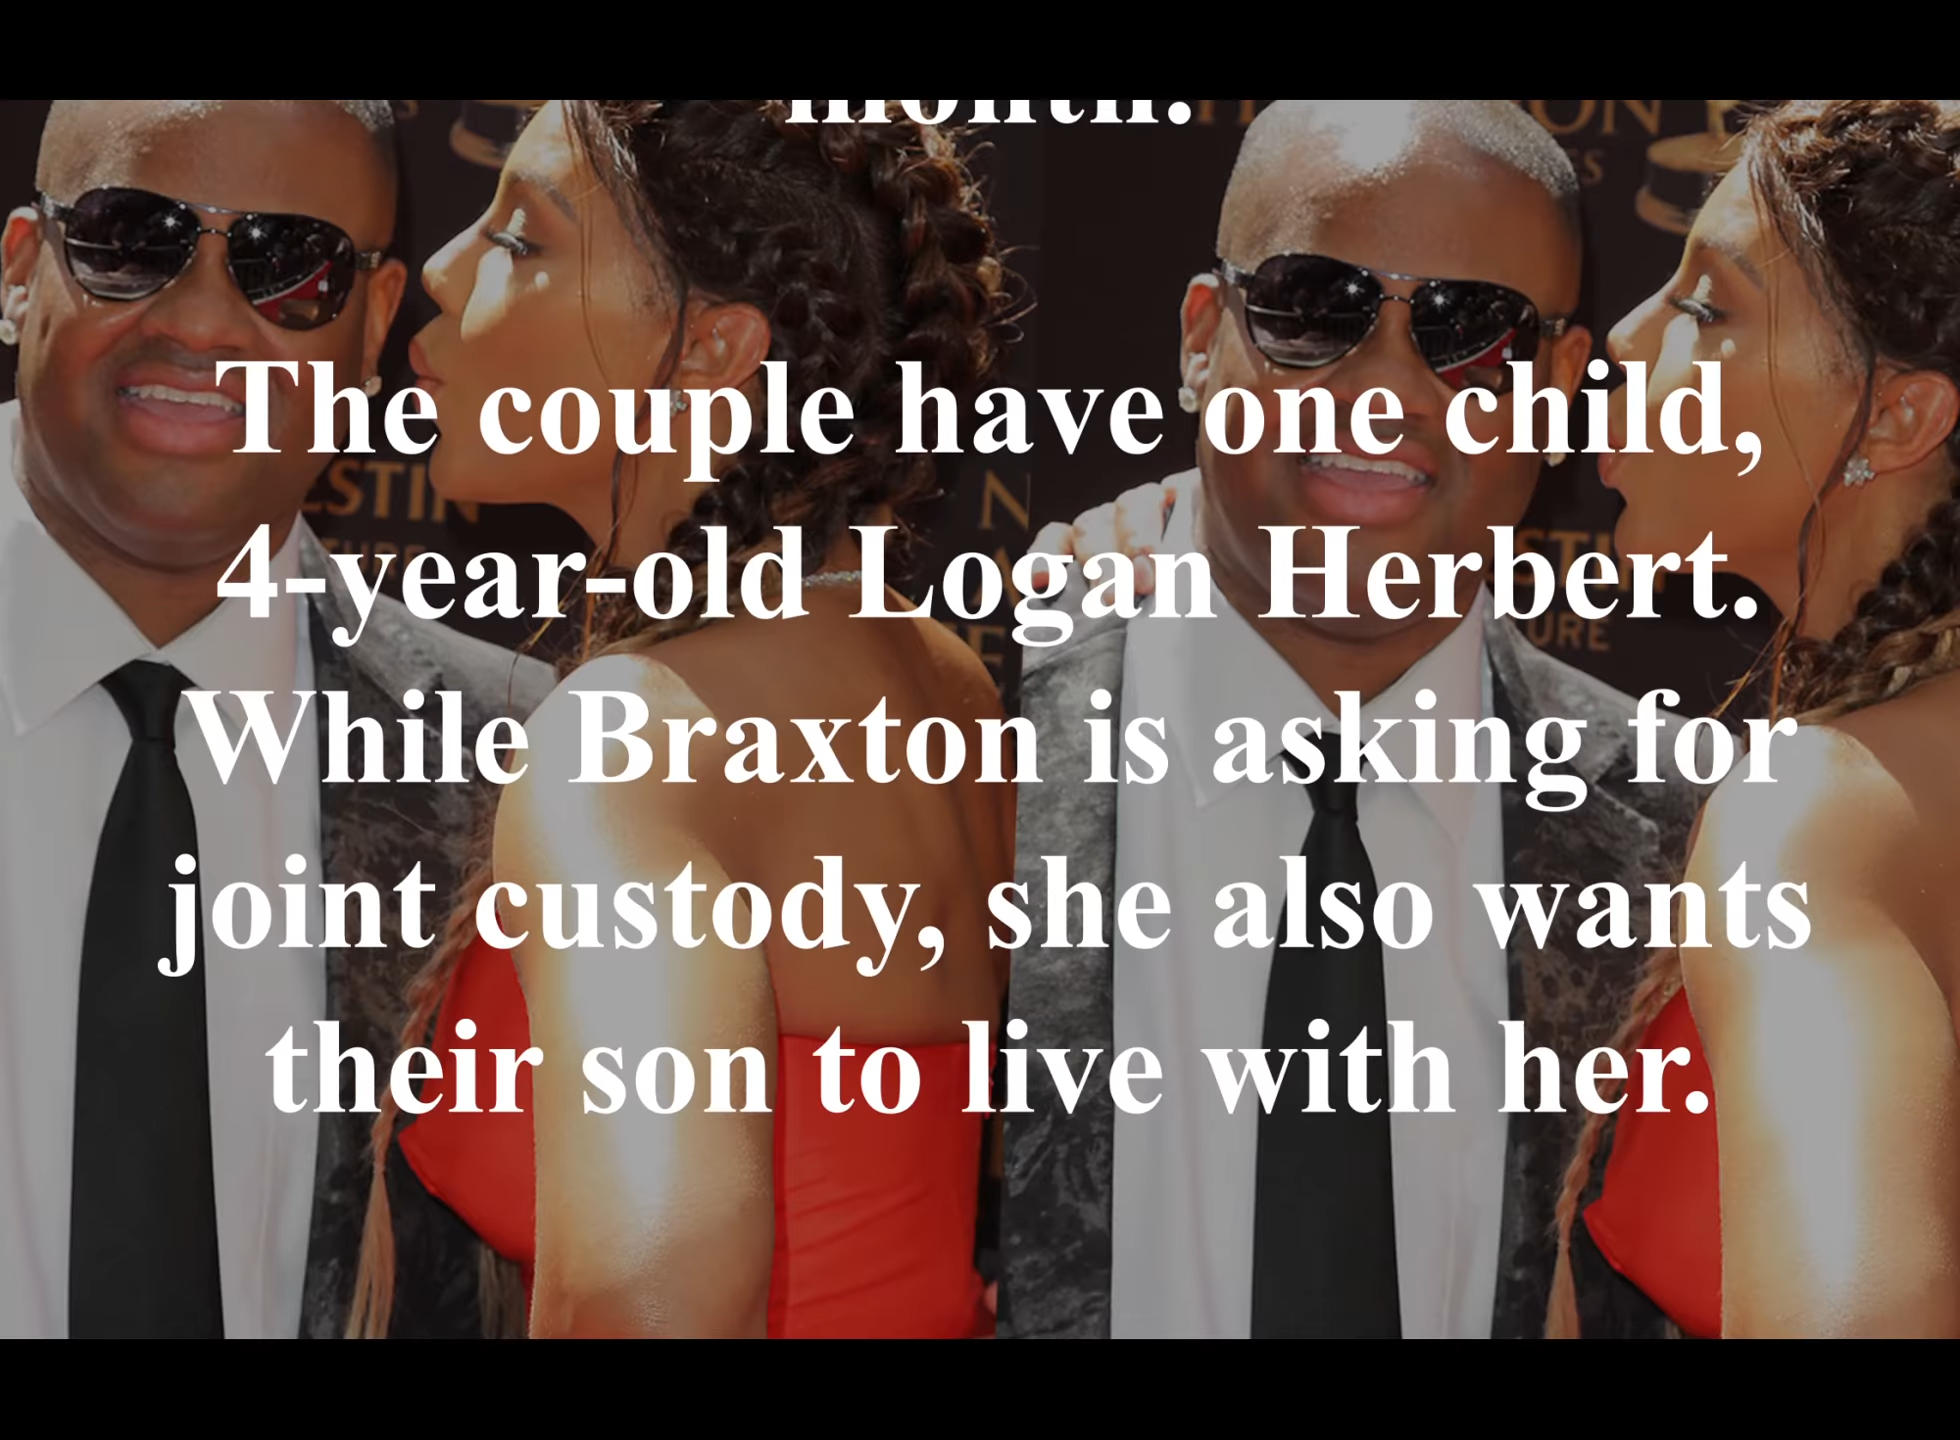 month.
The couple have one child,
4-year-old Logan Herbert.
While Braxton is asking for
joint custody, she also wants
their son to live with her.